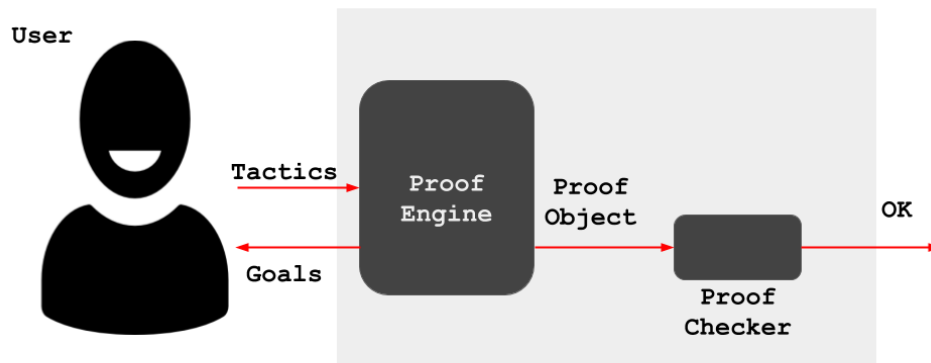 User
Tactics
Goals
Proof
Engine
Proof
Object
Proof
Checker
OK